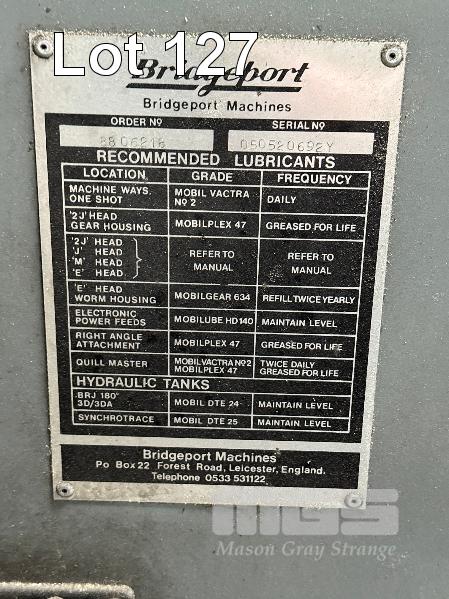 Lot 127
Bridgeport
Bridgeport Machines
ORDER Nº SERIAL Nº
050520692Y
RECOMMENDED LUBRICANTS
LOCATION GRADE FREQUENCY
MACHINE WAYS. ONE SHOT MOBIL VACTRA Nº 2 DAILY
'2J' HEAD GEAR HOUSING MOBILPLEX 47 GREASED FOR LIFE
'2J' HEAD
'J' HEAD
'M' HEAD
'E' HEAD
REFER TO MANUAL REFER TO MANUAL
'E' HEAD WORM HOUSING MOBILGEAR 634 REFILL TWICE YEARLY
ELECTRONIC POWER FEEDS MOBILUBE HD140 MAINTAIN LEVEL
RIGHT ANGLE ATTACHMENT MOBILPLEX 47 GREASED FOR LIFE
QUILL MASTER MOBIL VACTRA Nº2 MOBILPLEX 47 TWICE DAILY GREASED FOR LIFE
HYDRAULIC TANKS
BRJ 180° 3D/3DA MOBIL DTE 24 MAINTAIN LEVEL
SYNCHROTRACE MOBIL DTE 25 MAINTAIN LEVEL
Bridgeport Machines
Po Box 22 Forest Road, Leicester, England.
Telephone 0533 531122
MGS
Mason Gray Strange